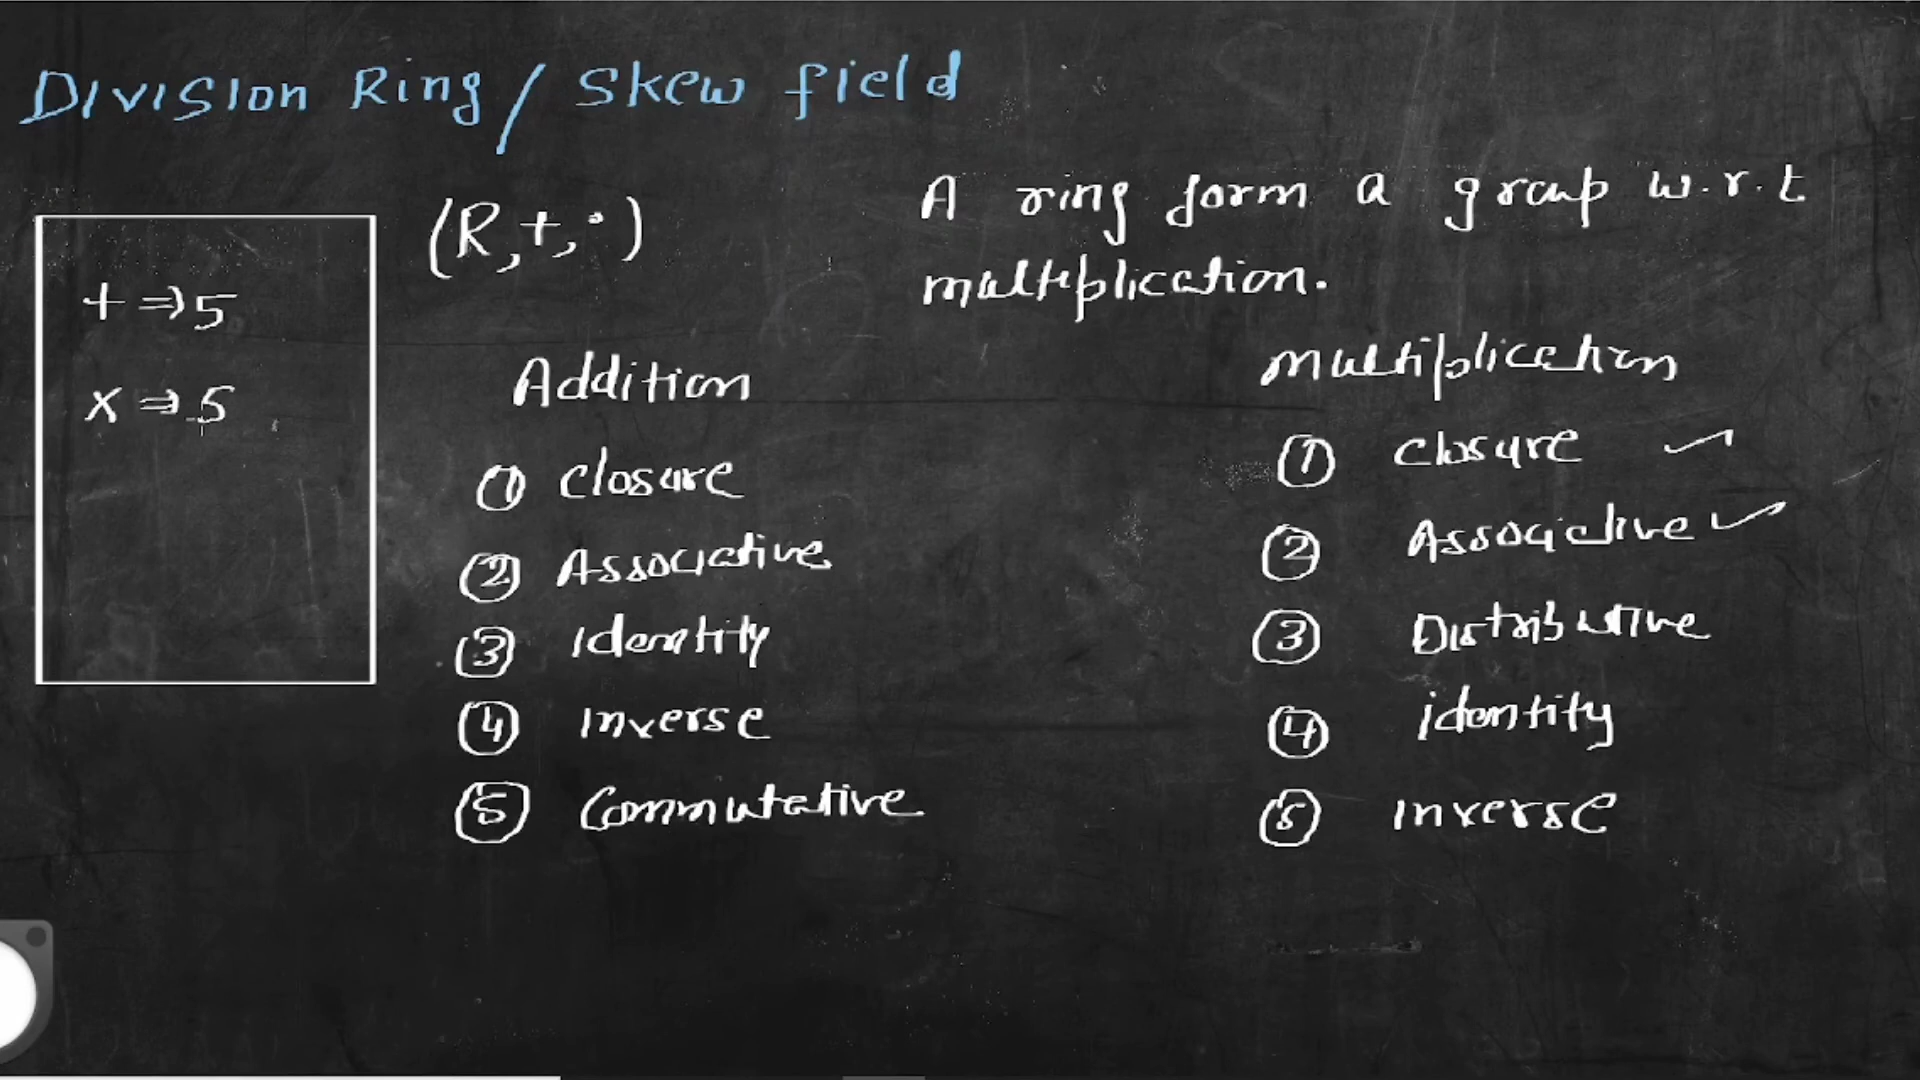 Division Ring / Skew field
(R, +, ·)
A ring form a group w.r.t
multiplication.
+ ⇒ 5
x ⇒ 5
Addition
① closure
② Associative
③ Identity
④ Inverse
⑤ Commutative
Multiplication
① Closure ✓
② Associative ✓
③ Distributive
④ identity
⑤ Inverse